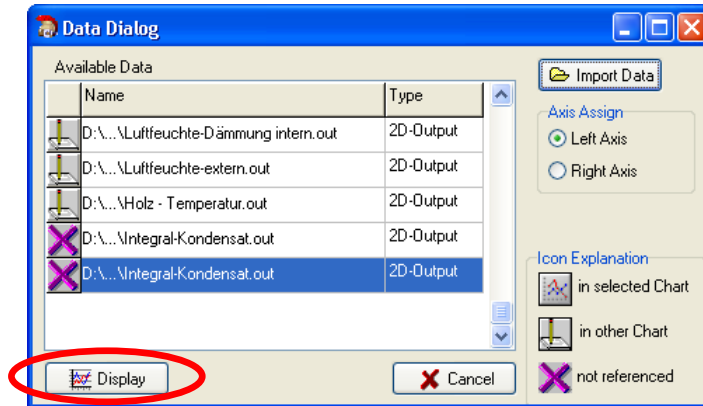 Data Dialog
Available Data
Name Type
D:\...\Luftfeuchte-Dämmung intern.out 2D-Output
D:\...\Luftfeuchte-extern.out 2D-Output
D:\...\Holz - Temperatur.out 2D-Output
D:\...\Integral-Kondensat.out 2D-Output
D:\...\Integral-Kondensat.out 2D-Output
Display
Cancel
Import Data
Axis Assign
Left Axis
Right Axis
Icon Explanation
in selected Chart
in other Chart
not referenced